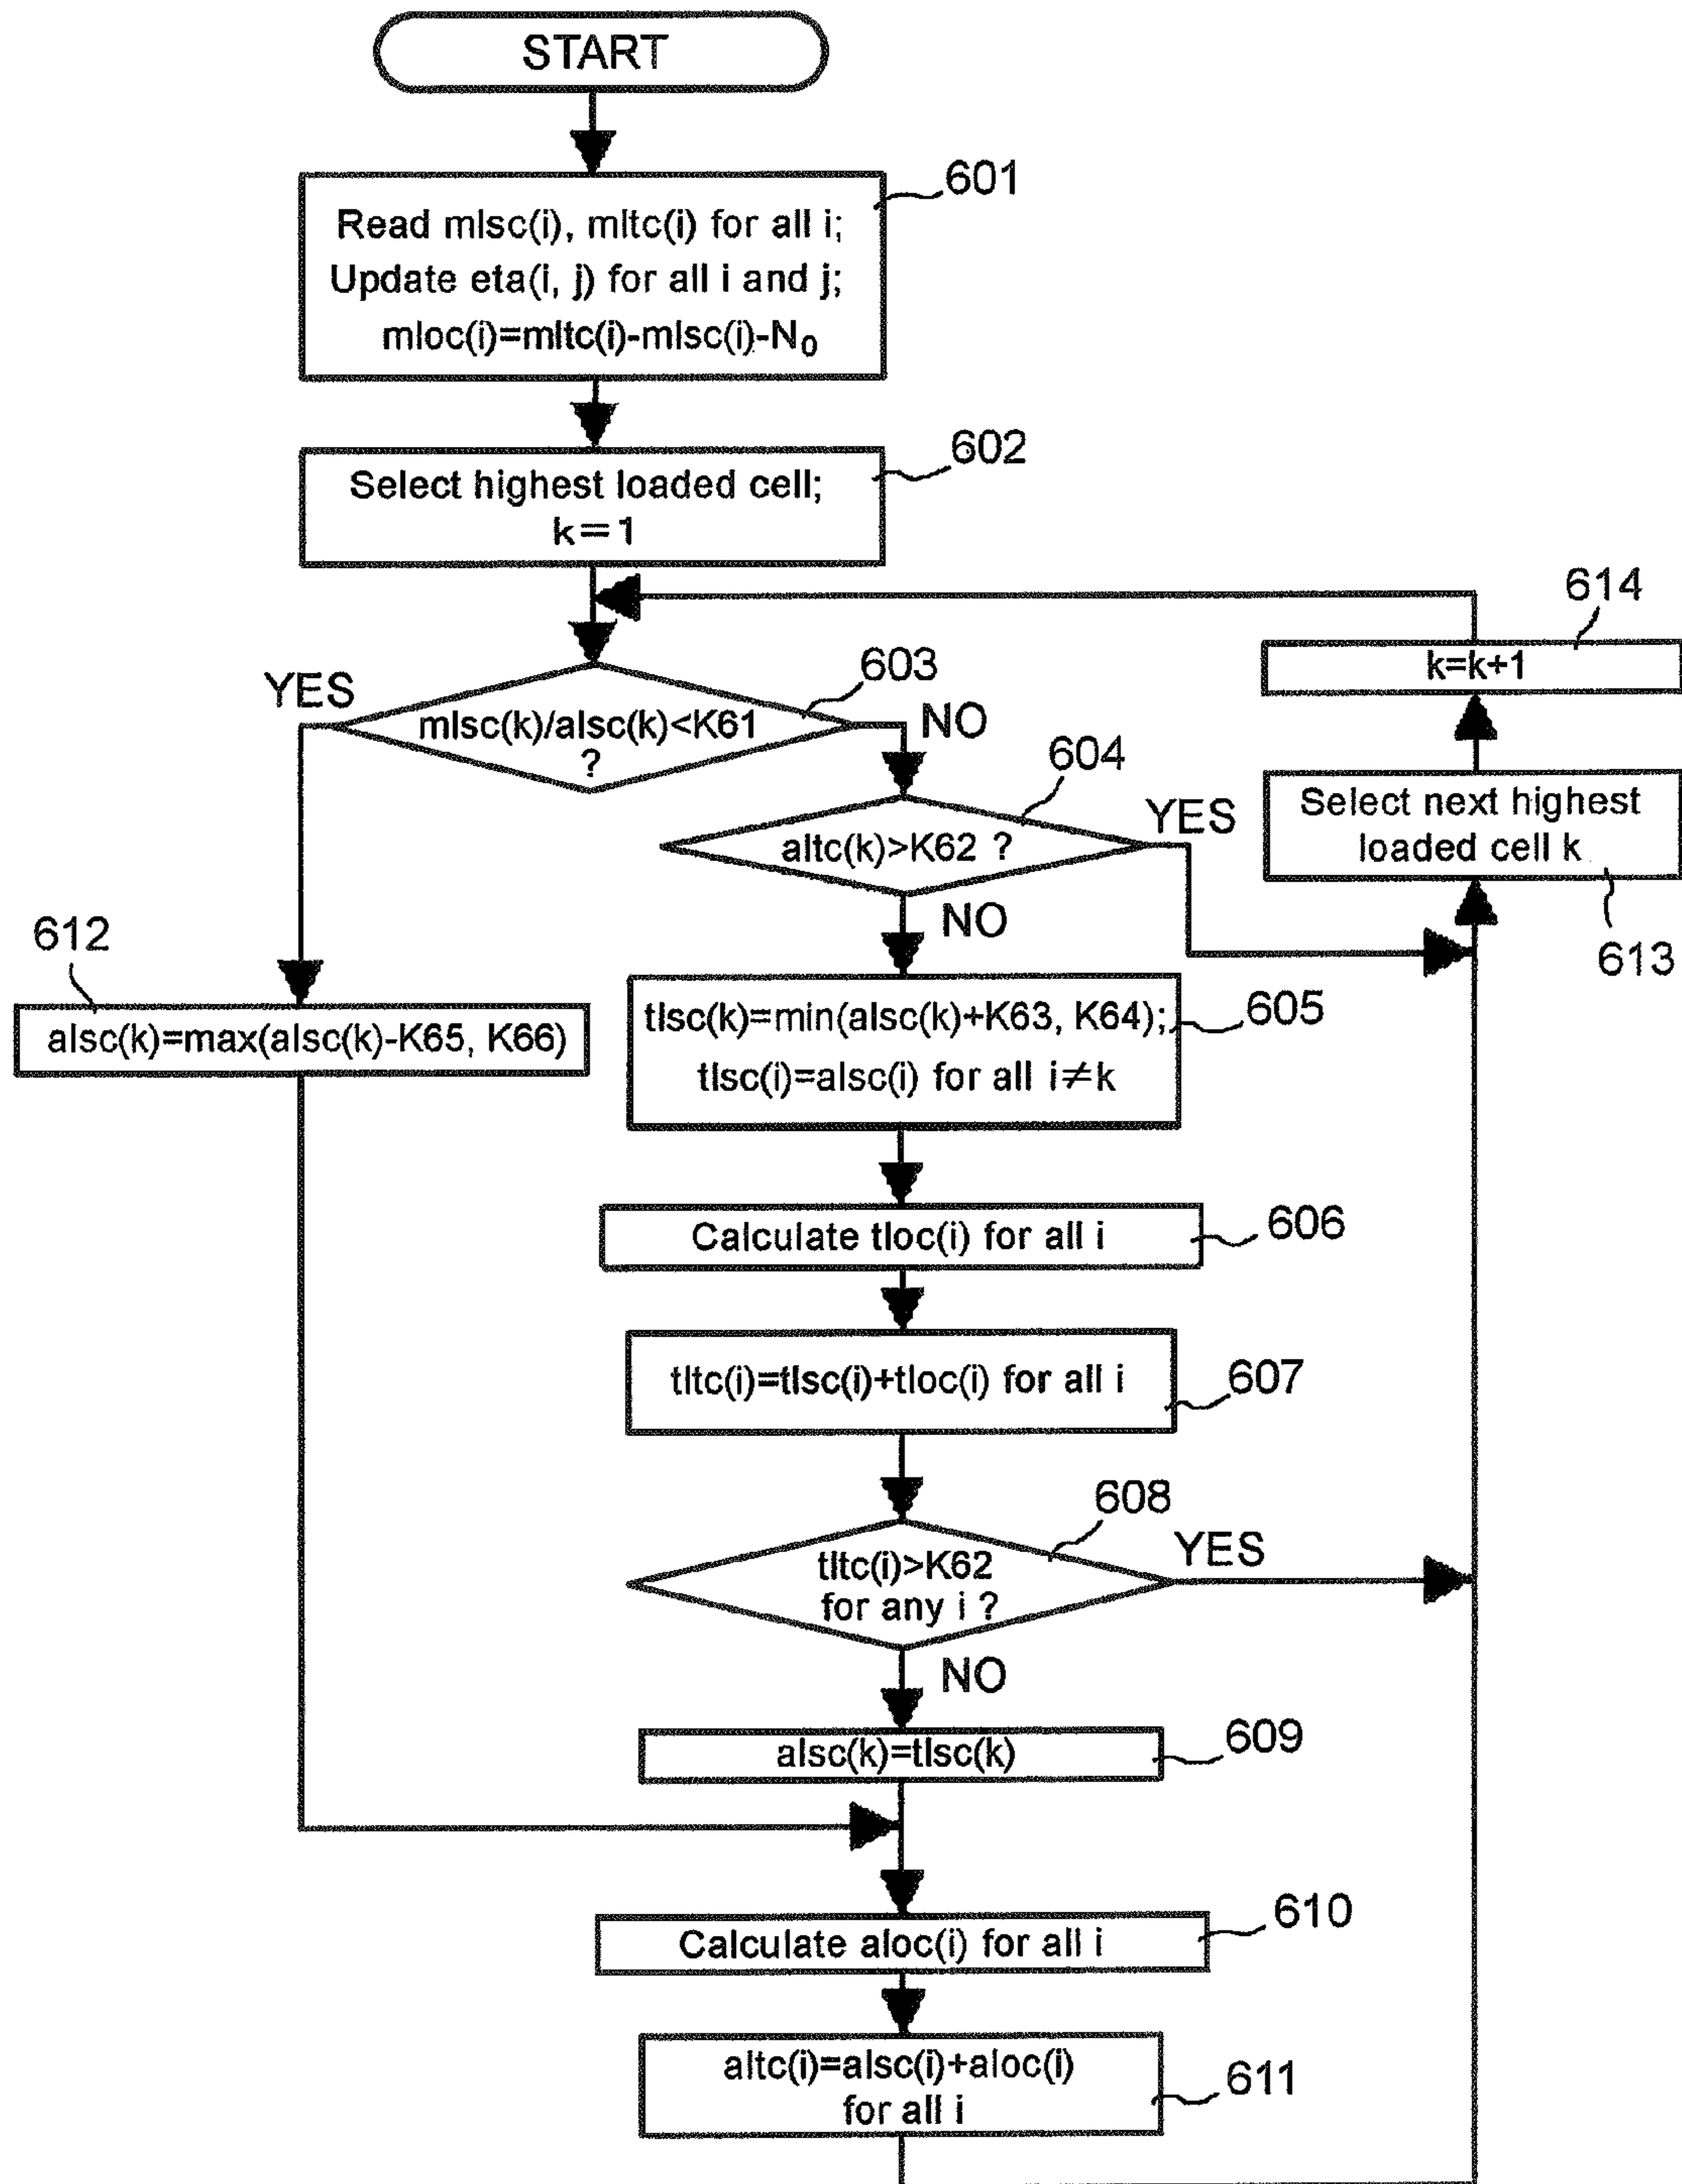 START
601
Read mlsc(i), mltc(i) for all i;
Update eta(i, j) for all i and j;
mloc(i)=mltc(i)-mlsc(i)-N₀
602
Select highest loaded cell;
k=1
614
k=k+1
603
YES
mlsc(k)/alsc(k)<K61
?
NO
604
altc(k)>K62 ?
YES
Select next highest
loaded cell k
613
NO
612
alsc(k)=max(alsc(k)-K65, K66)
tlsc(k)=min(alsc(k)+K63, K64);
tlsc(i)=alsc(i) for all i≠k
605
Calculate tloc(i) for all i
606
tltc(i)=tlsc(i)+tloc(i) for all i
607
608
tltc(i)>K62
for any i ?
YES
NO
alsc(k)=tlsc(k)
609
610
Calculate aloc(i) for all i
altc(i)=alsc(i)+aloc(i)
for all i
611